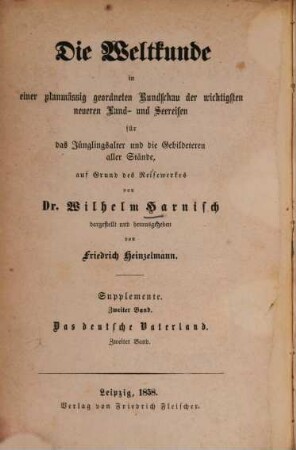 Die Weltkunde
in
einer planmässig geordneten Rundschau der wichtigsten
neueren Land- und Seereisen
für
das Jünglingsalter und die Gebildeteren
aller Stände,
auf Grund des Reisewerkes
von
Dr. Wilhelm Harnisch
dargestellt und herausgegeben
von
Friedrich Heinzelmann.
Supplemente.
Zweiter Band.
Das deutsche Vaterland.
Zweiter Band.
Leipzig, 1858.
Verlag von Friedrich Fleischer.